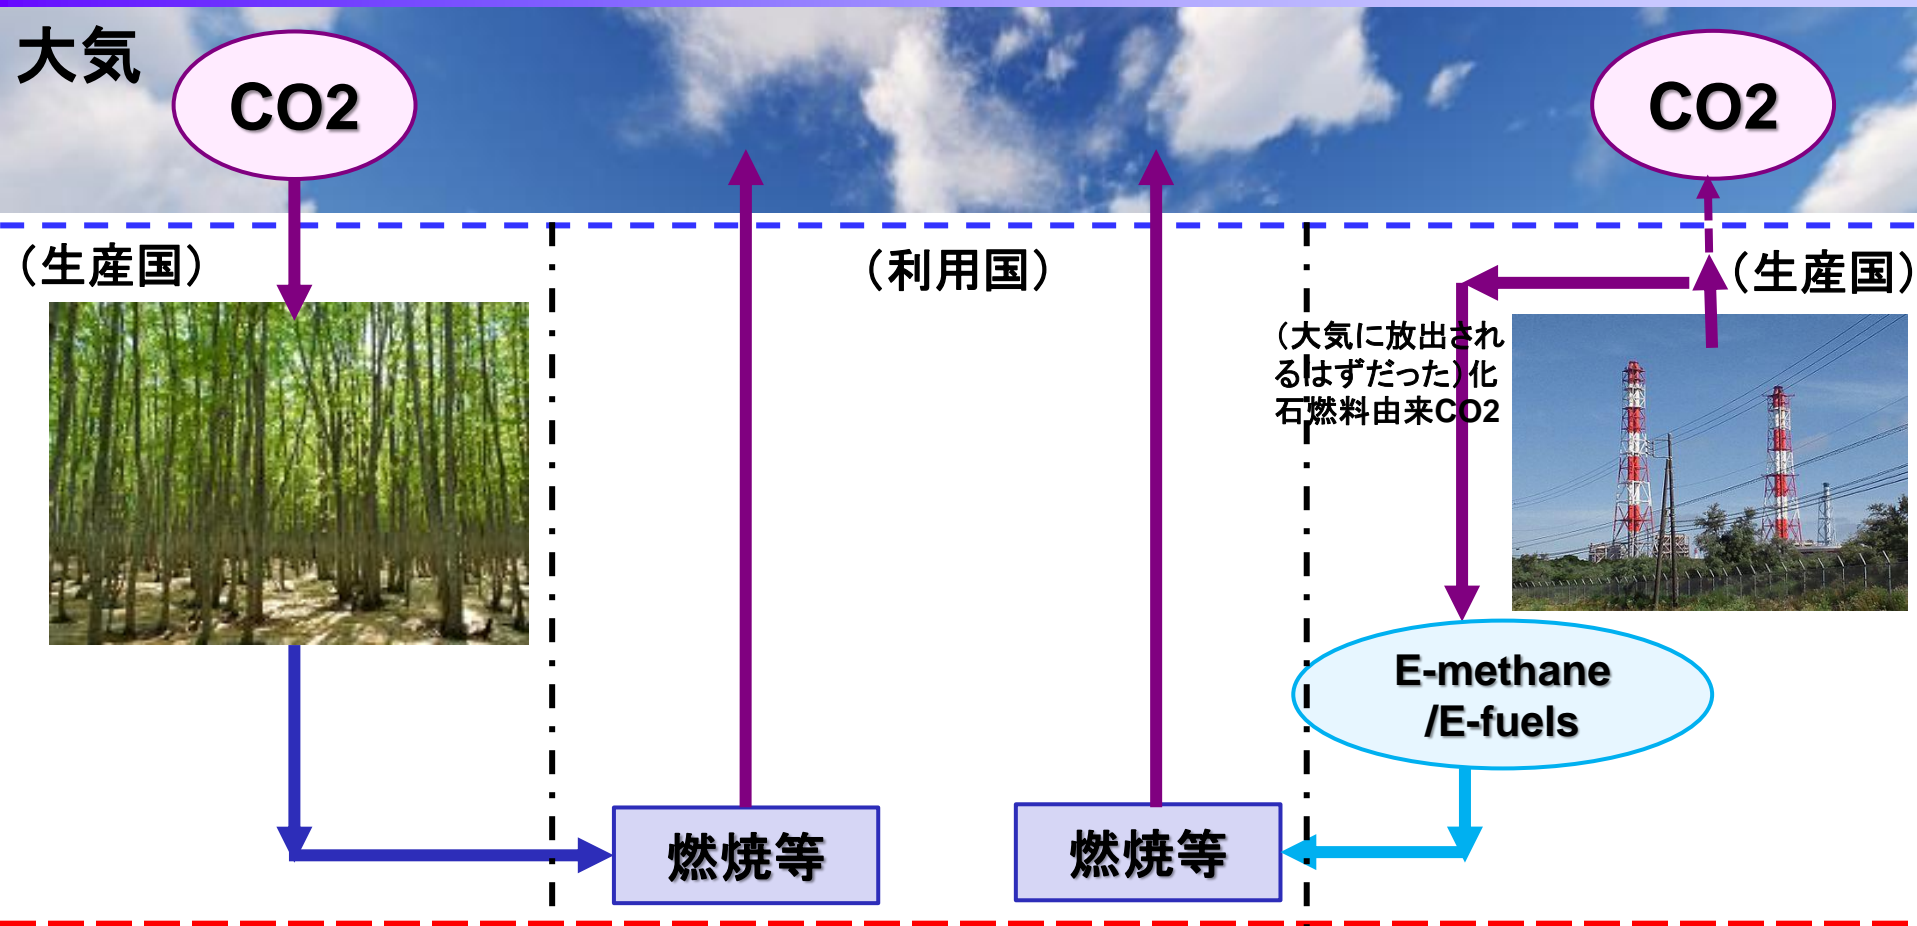 大気
CO2
CO2
（生産国）
（利用国）
（生産国）
（大気に放出され
るはずだった）化
石燃料由来CO2
E-methane
/E-fuels
燃焼等
燃焼等